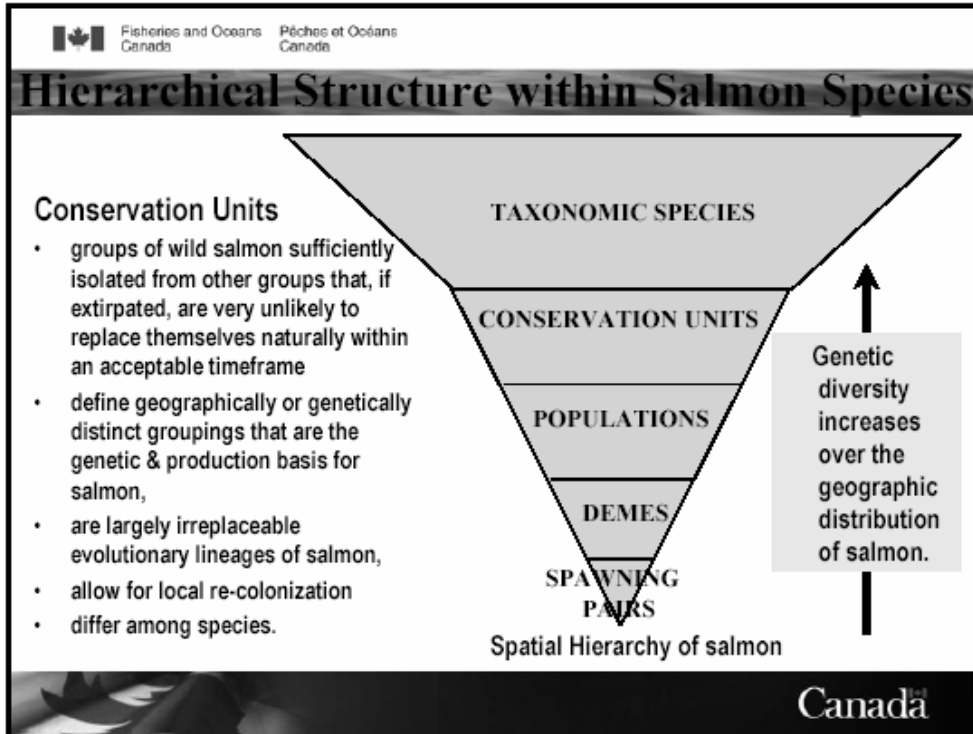 Fisheries and Oceans Pêches et Océans
Canada Canada
Hierarchical Structure within Salmon Species
Conservation Units
• groups of wild salmon sufficiently
isolated from other groups that, if
extirpated, are very unlikely to
replace themselves naturally within
an acceptable timeframe
• define geographically or genetically
distinct groupings that are the
genetic & production basis for
salmon,
• are largely irreplaceable
evolutionary lineages of salmon,
• allow for local re-colonization
• differ among species.
TAXONOMIC SPECIES
CONSERVATION UNITS
POPULATIONS
DEMES
SPAWNING
PAIRS
Spatial Hierarchy of salmon
Genetic
diversity
increases
over the
geographic
distribution
of salmon.
Canada